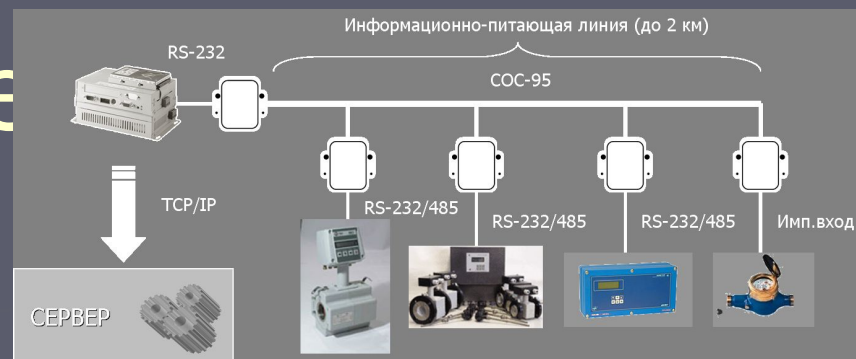 Информационно-питающая линия (до 2 км)
RS-232
СОС-95
TCP/IP
RS-232/485
RS-232/485
RS-232/485
Имп.вход
СЕРВЕР